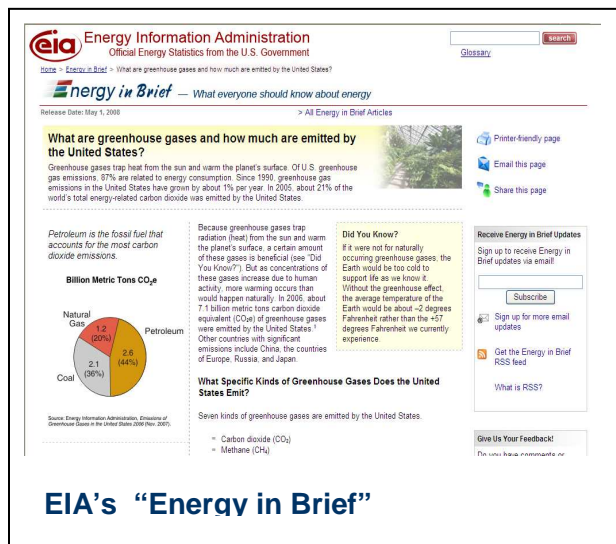 eia Energy Information Administration
Official Energy Statistics from the U.S. Government
search
Glossary
Home > Energy in Brief > What are greenhouse gases and how much are emitted by the United States?
Energy in Brief — What everyone should know about energy
Release Date: May 1, 2008
> All Energy in Brief Articles
What are greenhouse gases and how much are emitted by
the United States?
Greenhouse gases trap heat from the sun and warm the planet's surface. Of U.S. greenhouse
gas emissions, 87% are related to energy consumption. Since 1990, greenhouse gas
emissions in the United States have grown by about 1% per year. In 2005, about 21% of the
world's total energy-related carbon dioxide was emitted by the United States.
Printer-friendly page
Email this page
Share this page
Petroleum is the fossil fuel that
accounts for the most carbon
dioxide emissions.
Billion Metric Tons CO2e
Natural
Gas
1.2
(20%)
Petroleum
2.6
(44%)
2.1
(36%)
Coal
Source: Energy Information Administration, Emissions of
Greenhouse Gases in the United States 2006 (Nov. 2007).
Because greenhouse gases trap
radiation (heat) from the sun and warm
the planet's surface, a certain amount
of these gases is beneficial (see "Did
You Know?"). But as concentrations of
these gases increase due to human
activity, more warming occurs than
would happen naturally. In 2006, about
7.1 billion metric tons carbon dioxide
equivalent (CO2e) of greenhouse gases
were emitted by the United States.
Other countries with significant
emissions include China, the countries
of Europe, Russia, and Japan.
Did You Know?
If it were not for naturally
occurring greenhouse gases, the
Earth would be too cold to
support life as we know it.
Without the greenhouse effect,
the average temperature of the
Earth would be about –2 degrees
Fahrenheit rather than the +57
degrees Fahrenheit we currently
experience.
What Specific Kinds of Greenhouse Gases Does the United
States Emit?
Seven kinds of greenhouse gases are emitted by the United States.
Carbon dioxide (CO2)
Methane (CH4)
Receive Energy in Brief Updates
Sign up to receive Energy in
Brief updates via email!
Subscribe
Sign up for more email
updates
Get the Energy in Brief
RSS feed
What is RSS?
Give Us Your Feedback!
Do you have comments or
EIA's "Energy in Brief"